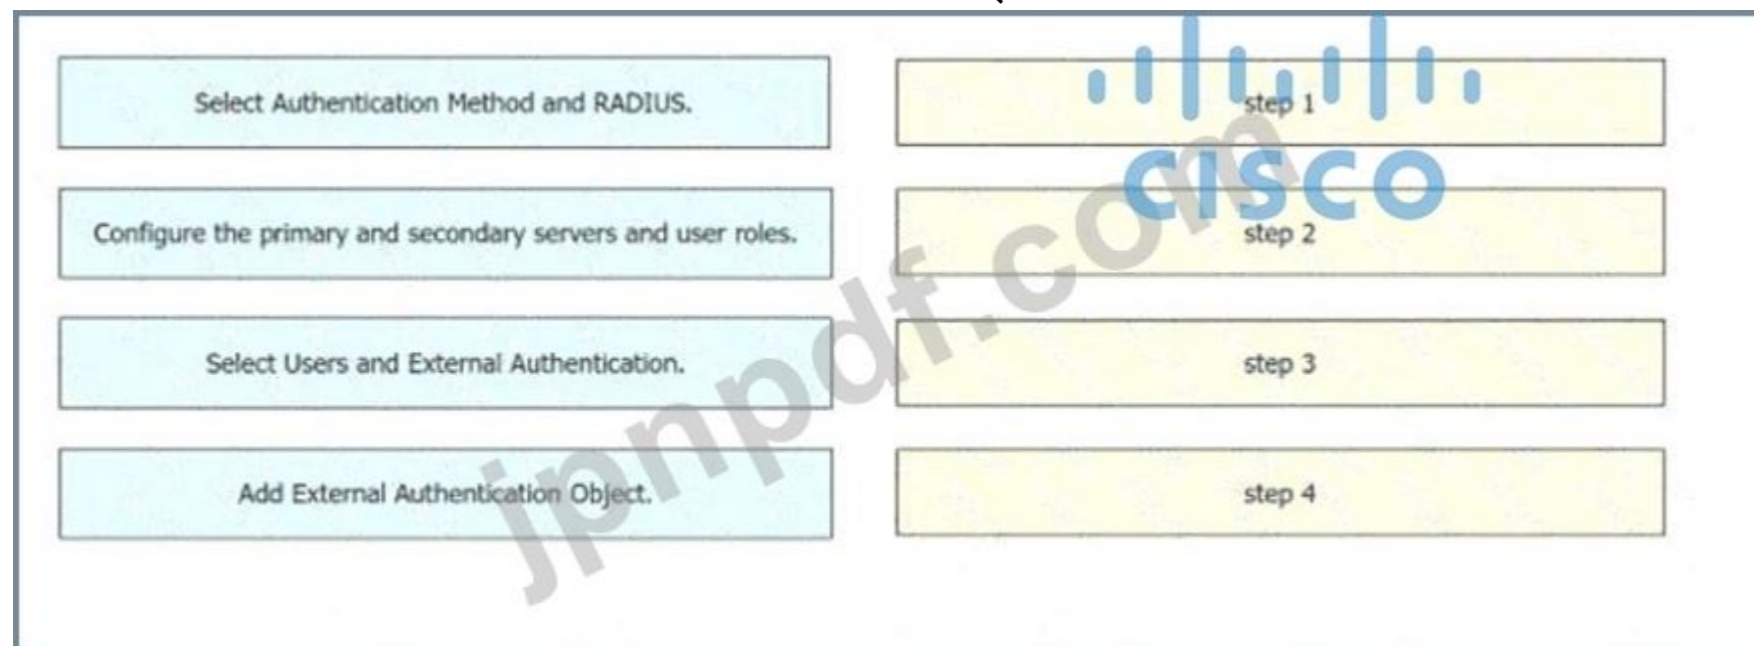 Select Authentication Method and RADIUS.
step 1
CISCO
Configure the primary and secondary servers and user roles.
step 2
Select Users and External Authentication.
step 3
Add External Authentication Object.
step 4
jpnpdf.com